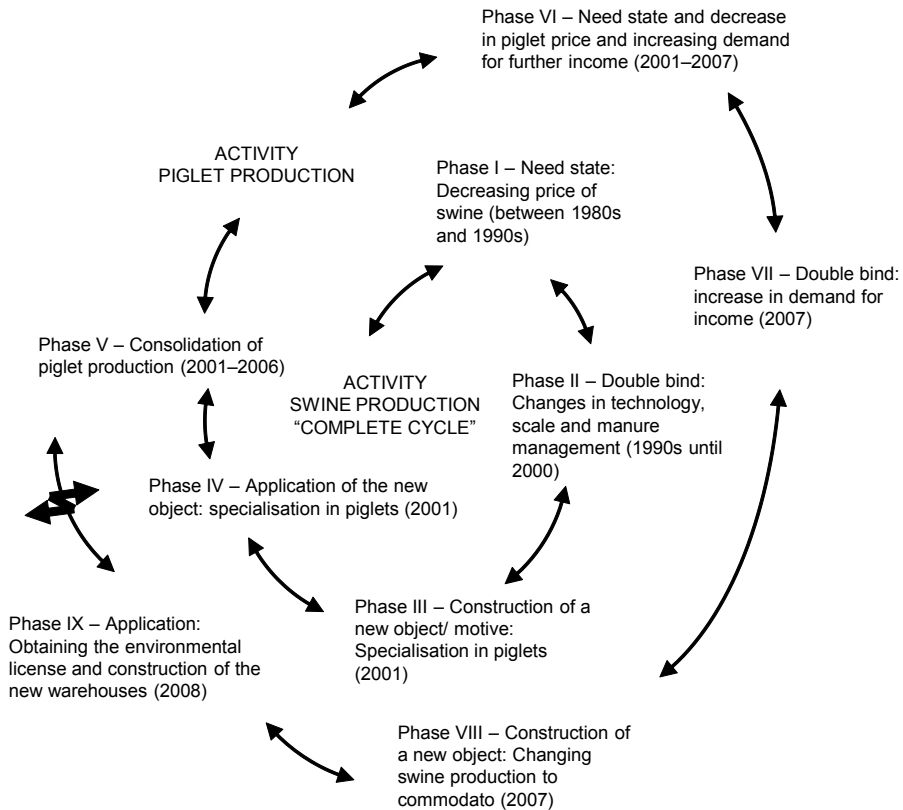 Phase VI – Need state and decrease
in piglet price and increasing demand
for further income (2001–2007)
ACTIVITY
PIGLET PRODUCTION
Phase I – Need state:
Decreasing price of
swine (between 1980s
and 1990s)
Phase VII – Double bind:
increase in demand for
income (2007)
Phase V – Consolidation of
piglet production (2001–2006)
ACTIVITY
SWINE PRODUCTION
“COMPLETE CYCLE”
Phase II – Double bind:
Changes in technology,
scale and manure
management (1990s until
2000)
Phase IV – Application of the new
object: specialisation in piglets (2001)
Phase III – Construction of a
new object/ motive:
Specialisation in piglets
(2001)
Phase IX – Application:
Obtaining the environmental
license and construction of the
new warehouses (2008)
Phase VIII – Construction of
a new object: Changing
swine production to
commodato (2007)